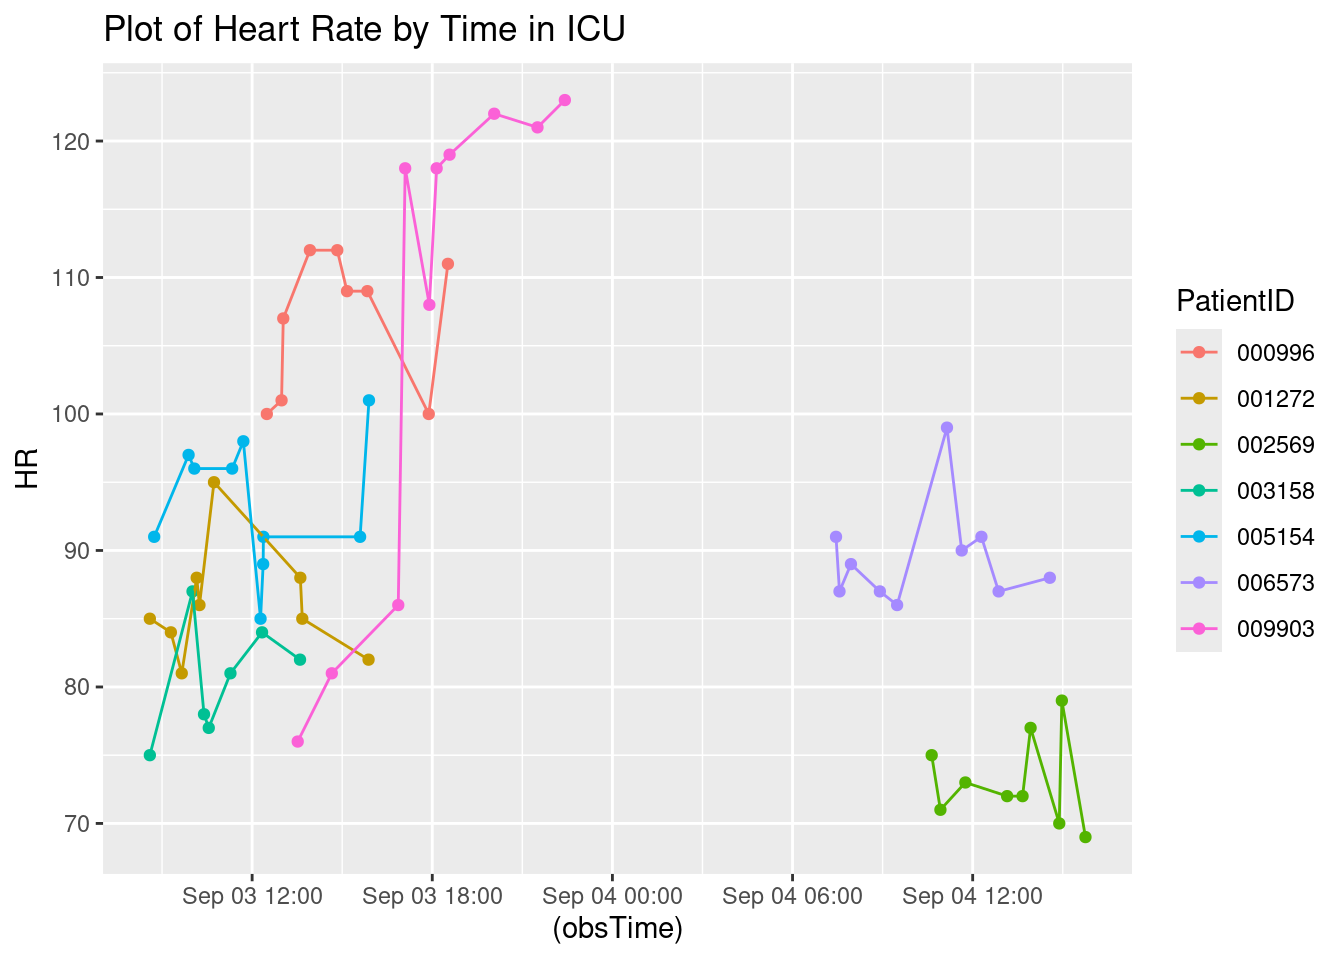 Plot of Heart Rate by Time in ICU
120
110
100
90
80
70
HR
Sep 03 12:00
Sep 03 18:00
Sep 04 00:00
Sep 04 06:00
Sep 04 12:00
(obsTime)
PatientID
000996
001272
002569
003158
005154
006573
009903